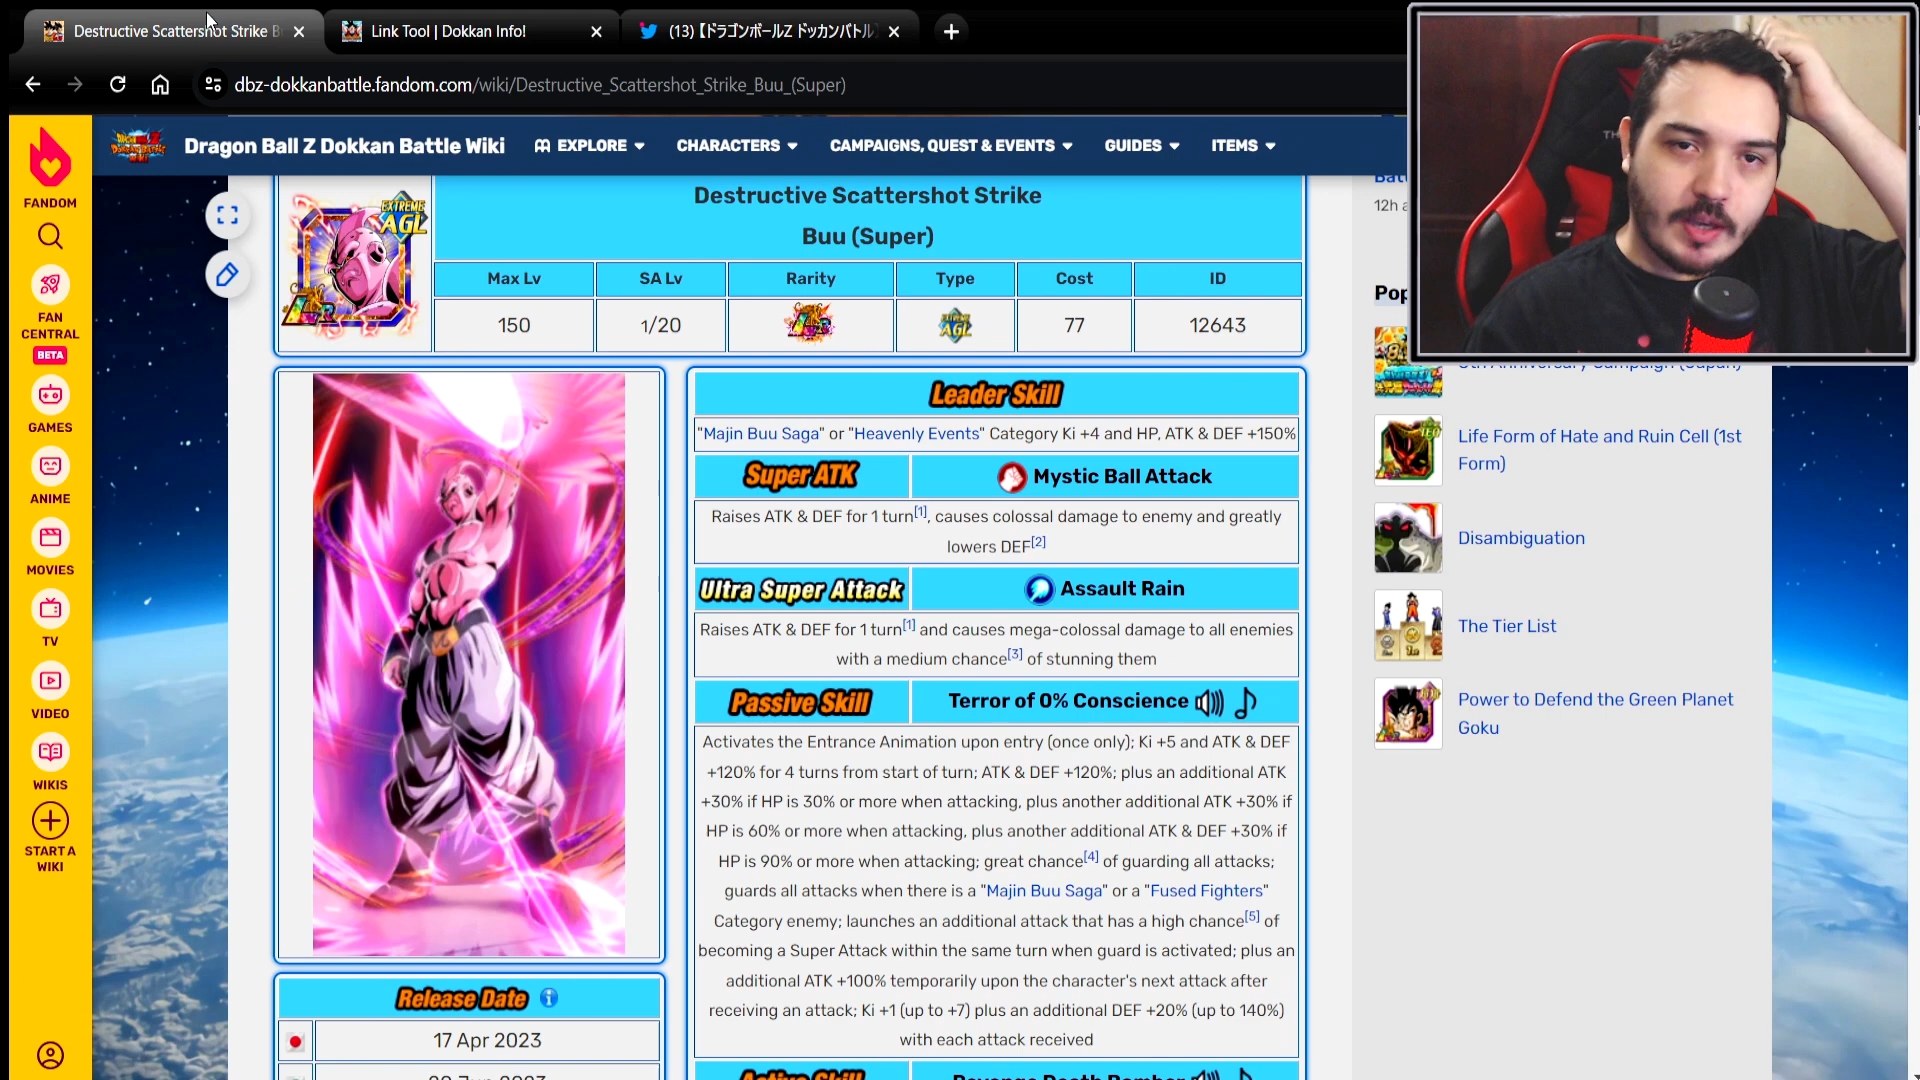 Destructive Scattershot Strike B
Link Tool | Dokkan Info!
(13) 【ドラゴンボールZ ドッカンバトル
dbz-dokkanbattle.fandom.com/wiki/Destructive_Scattershot_Strike_Buu_(Super)
Dragon Ball Z Dokkan Battle Wiki
EXPLORE
CHARACTERS
CAMPAIGNS, QUEST & EVENTS
GUIDES
ITEMS
FANDOM
FAN CENTRAL
BETA
GAMES
ANIME
MOVIES
TV
VIDEO
WIKIS
START A WIKI
EXTREME
AGL
LR
Destructive Scattershot Strike
Buu (Super)
Max Lv SA Lv Rarity Type Cost ID
150 1/20 LR EXTREME AGL 77 12643
Leader Skill
"Majin Buu Saga" or "Heavenly Events" Category Ki +4 and HP, ATK & DEF +150%
Super ATK Mystic Ball Attack
Raises ATK & DEF for 1 turn[1], causes colossal damage to enemy and greatly
lowers DEF[2]
Ultra Super Attack Assault Rain
Raises ATK & DEF for 1 turn[1] and causes mega-colossal damage to all enemies
with a medium chance[3] of stunning them
Passive Skill Terror of 0% Conscience
Activates the Entrance Animation upon entry (once only); Ki +5 and ATK & DEF
+120% for 4 turns from start of turn; ATK & DEF +120%; plus an additional ATK
+30% if HP is 30% or more when attacking, plus another additional ATK +30% if
HP is 60% or more when attacking, plus another additional ATK & DEF +30% if
HP is 90% or more when attacking; great chance[4] of guarding all attacks;
guards all attacks when there is a "Majin Buu Saga" or a "Fused Fighters"
Category enemy; launches an additional attack that has a high chance[5] of
becoming a Super Attack within the same turn when guard is activated; plus an
additional ATK +100% temporarily upon the character's next attack after
receiving an attack; Ki +1 (up to +7) plus an additional DEF +20% (up to 140%)
with each attack received
Active Skill Revenge Death Bomber
Release Date
17 Apr 2023
12h a
Pop
Life Form of Hate and Ruin Cell (1st
Form)
Disambiguation
The Tier List
Power to Defend the Green Planet
Goku